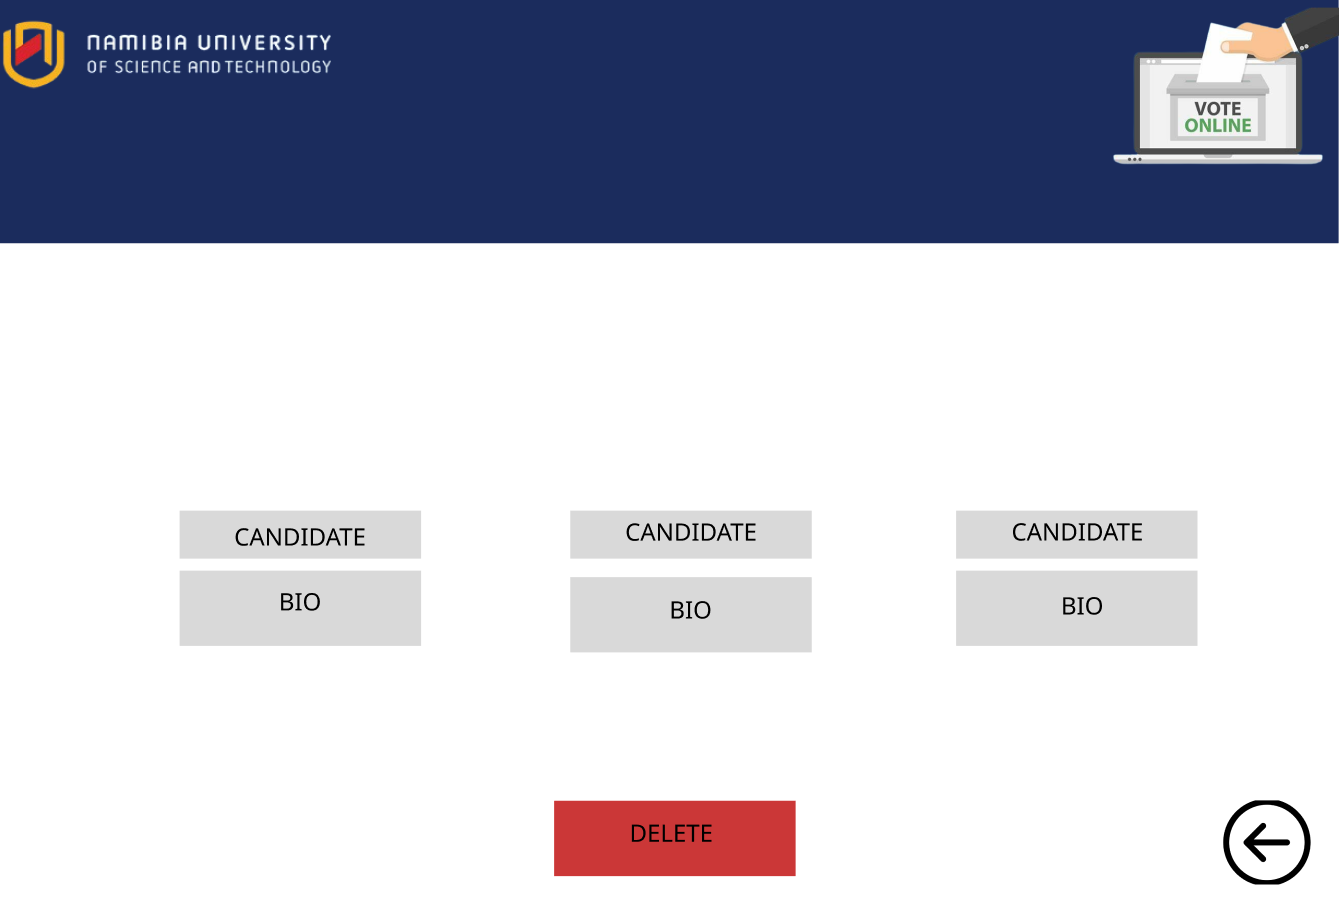 NAMIBIA UNIVERSITY
OF SCIENCE AND TECHNOLOGY
VOTE
ONLINE
CANDIDATE
CANDIDATE
CANDIDATE
BIO
BIO
BIO
DELETE